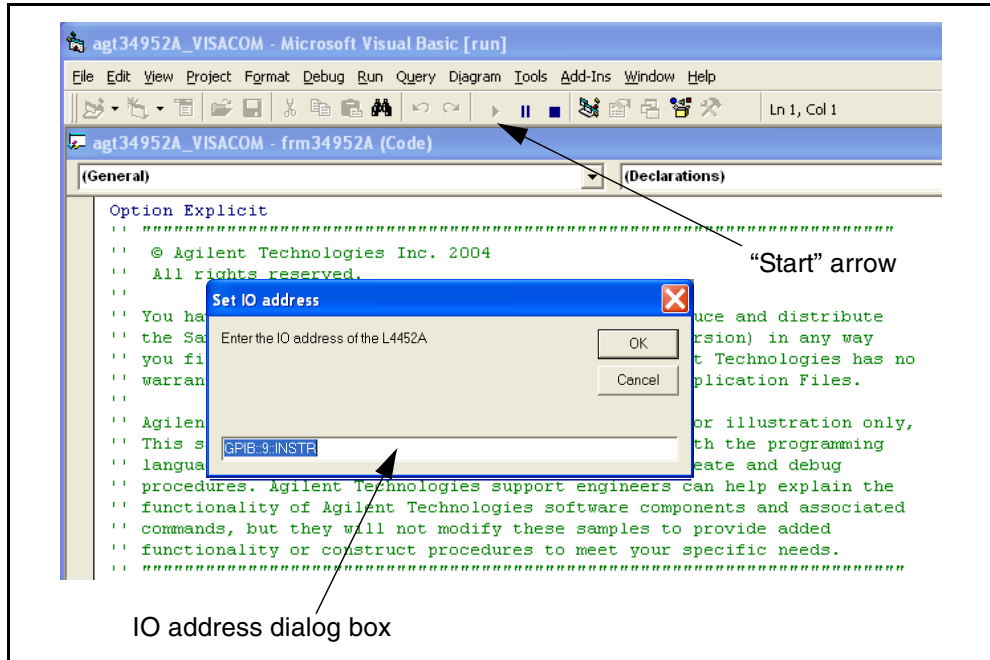 agt34952A_VISACOM - Microsoft Visual Basic [run]
File Edit View Project Format Debug Run Query Diagram Tools Add-Ins Window Help
Ln 1, Col 1
agt34952A_VISACOM - frm34952A (Code)
(General) (Declarations)
Option Explicit
'' """""""""""""""""""""""""""""""""""""""""""""""""""""""""""""""""""""""""
'' © Agilent Technologies Inc. 2004
'' All rights reserved.
''
'' You ha uce and distribute
'' the Sa rsion) in any way
'' you fi t Technologies has no
'' warran plication Files.
''
'' Agilen or illustration only,
'' This s th the programming
'' langua eate and debug
'' procedures. Agilent Technologies support engineers can help explain the
'' functionality of Agilent Technologies software components and associated
'' commands, but they will not modify these samples to provide added
'' functionality or construct procedures to meet your specific needs.
'' """"""""""""""""""""""""""""""""""""""""""""""""""""""""""""""""""""""""""
Set IO address
Enter the IO address of the L4452A
OK
Cancel
GPIB::9::INSTR
“Start” arrow
IO address dialog box